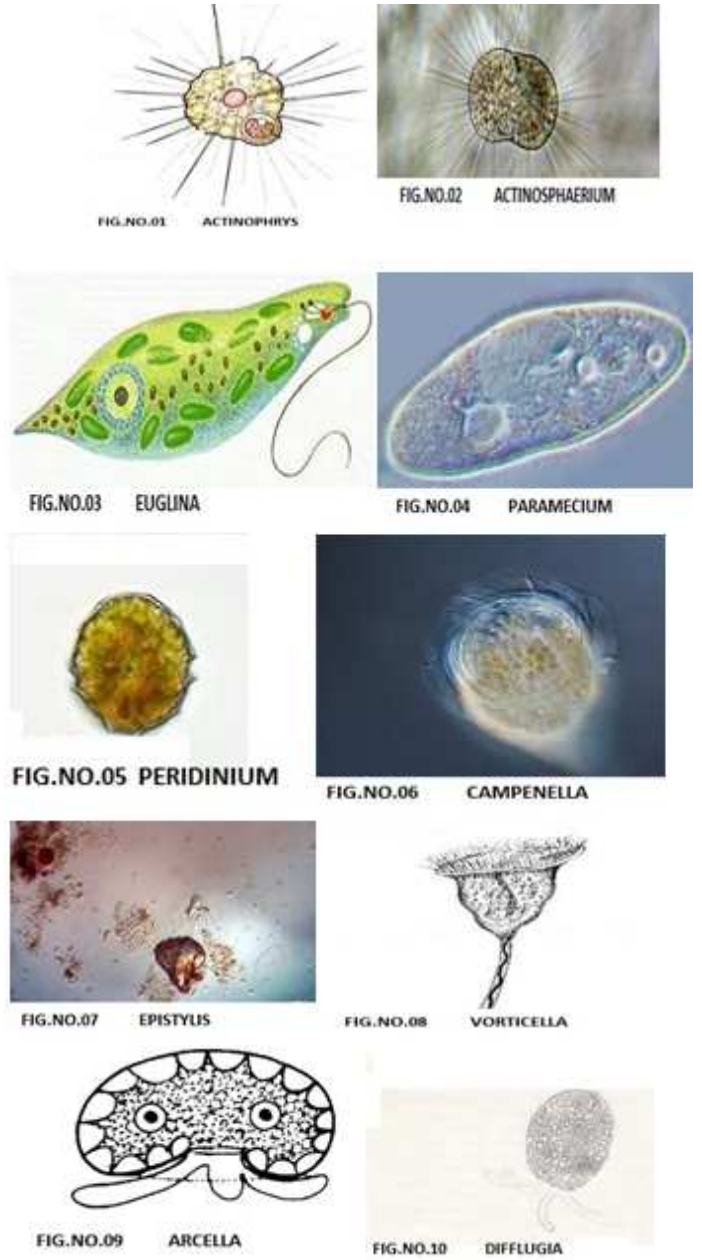 FIG.NO.01 ACTINOPHRYS
FIG.NO.02 ACTINOSPHAERIUM
FIG.NO.03 EUGLINA
FIG.NO.04 PARAMECIUM
FIG.NO.05 PERIDINIUM
FIG.NO.06 CAMPENELLA
FIG.NO.07 EPISTYLIS
FIG.NO.08 VORTICELLA
FIG.NO.09 ARCELLA
FIG.NO.10 DIFFLUGIA